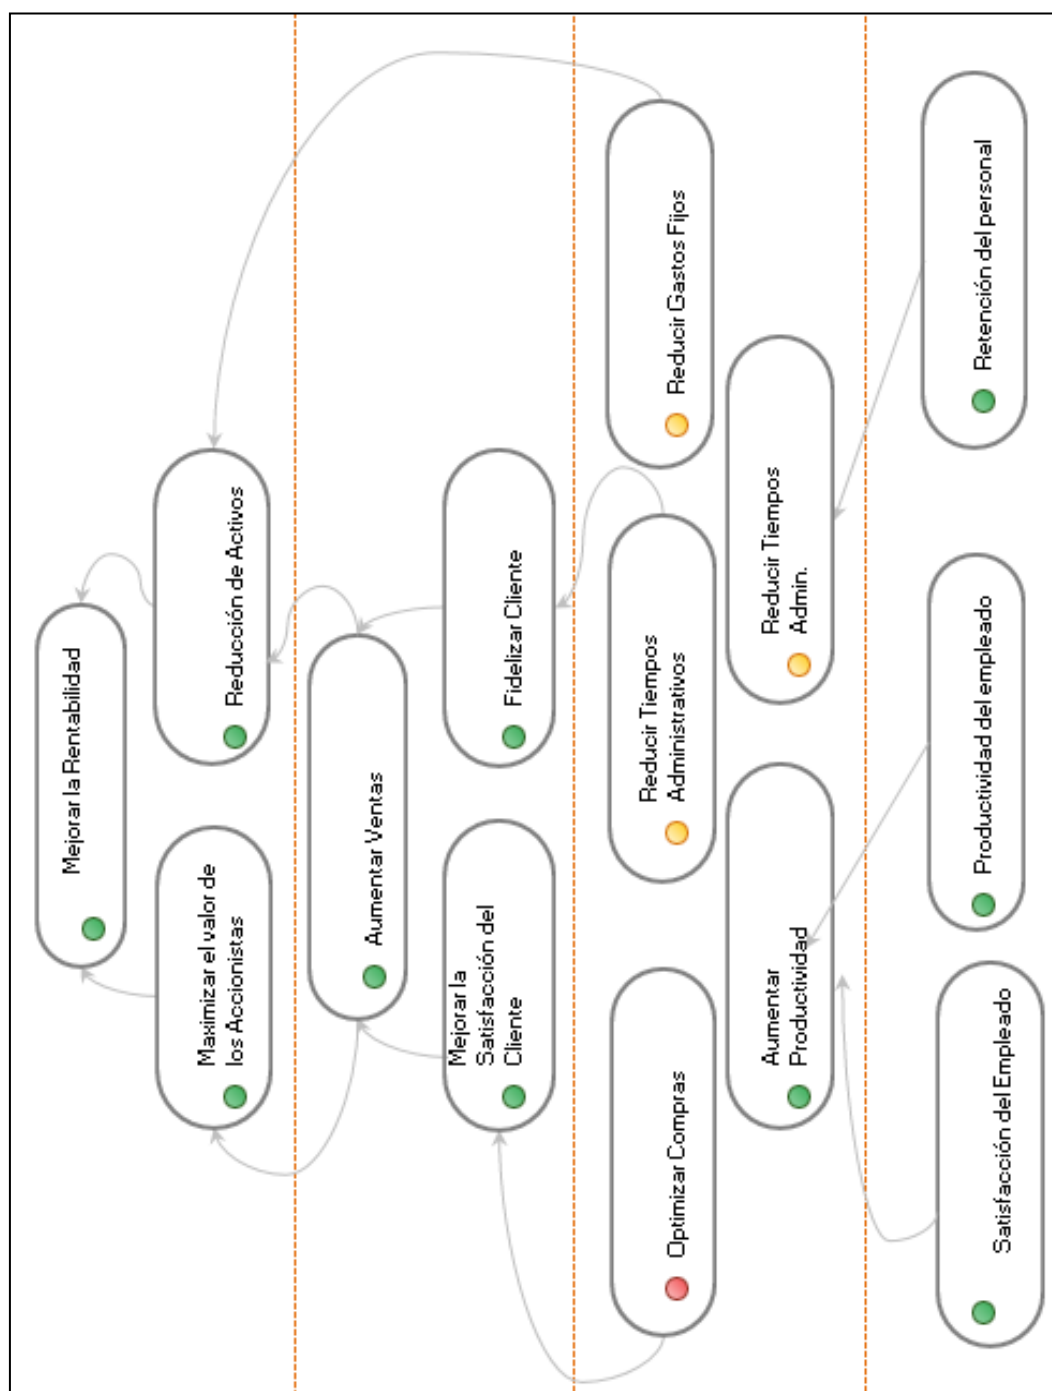 Mejorar la Rentabilidad
Maximizar el valor de
los Accionistas
Reducción de Activos
Aumentar Ventas
Mejorar la
Satisfacción del
Cliente
Fidelizar Cliente
Optimizar Compras
Reducir Tiempos
Administrativos
Reducir Gastos Fijos
Aumentar
Productividad
Reducir Tiempos
Admin.
Satisfacción del Empleado
Productividad del empleado
Retención del personal